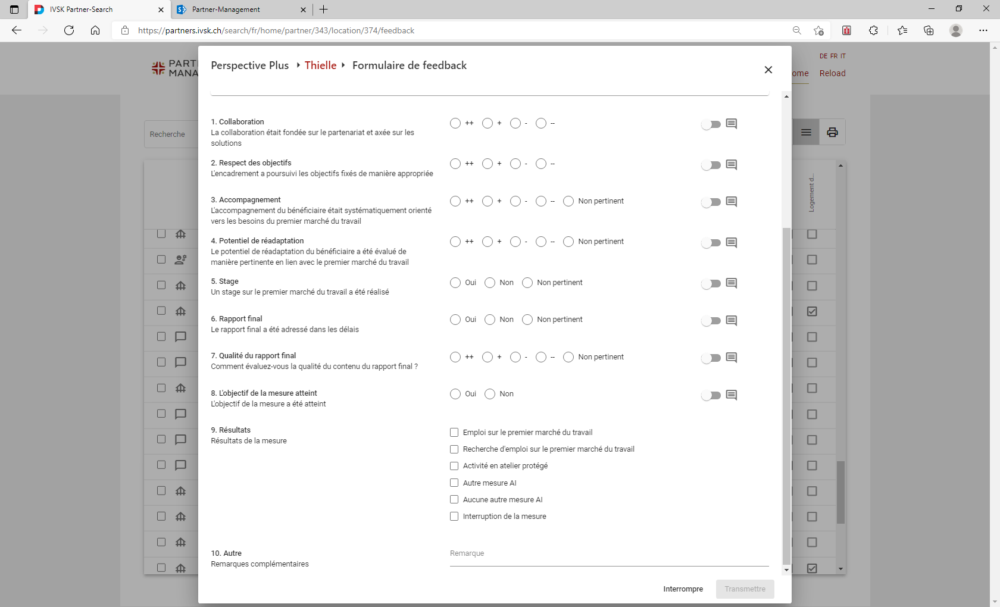 IVSK Partner-Search
Partner-Management
https://partners.ivsk.ch/search/fr/home/partner/343/location/374/feedback
DE FR IT
Reload
Recherche
Logement d...
Perspective Plus Thielle Formulaire de feedback
1. Collaboration
La collaboration était fondée sur le partenariat et axée sur les
solutions
++ + - --
2. Respect des objectifs
L'encadrement a poursuivi les objectifs fixés de manière appropriée
++ + - --
3. Accompagnement
L'accompagnement du bénéficiaire était systématiquement orienté
vers les besoins du premier marché du travail
++ + - -- Non pertinent
4. Potentiel de réadaptation
Le potentiel de réadaptation du bénéficiaire a été évalué de
manière pertinente en lien avec le premier marché du travail
++ + - -- Non pertinent
5. Stage
Un stage sur le premier marché du travail a été réalisé
Oui Non Non pertinent
6. Rapport final
Le rapport final a été adressé dans les délais
Oui Non Non pertinent
7. Qualité du rapport final
Comment évaluez-vous la qualité du contenu du rapport final ?
++ + - -- Non pertinent
8. L'objectif de la mesure atteint
L'objectif de la mesure a été atteint
Oui Non
9. Résultats
Résultats de la mesure
Emploi sur le premier marché du travail
Recherche d'emploi sur le premier marché du travail
Activité en atelier protégé
Autre mesure AI
Aucune autre mesure AI
Interruption de la mesure
10. Autre
Remarques complémentaires
Remarque
Interrompre
Transmettre